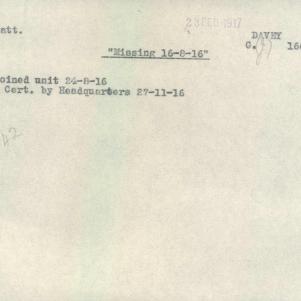 att.
23 FEB 1917
DAVEY
"Missing 16-8-16"
G. 16
oined unit 24-8-16
Cert. by Headquarters 27-11-16